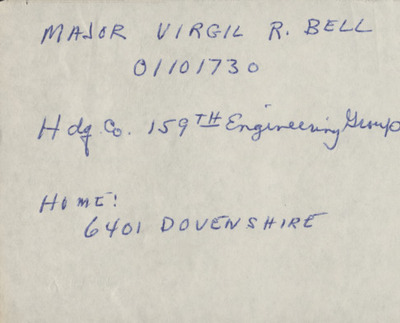 MAJOR VIRGIL R. BELL
01101730
Hdq. Co. 159TH Engineering Group
HOME:
6401 DOVENSHIRE